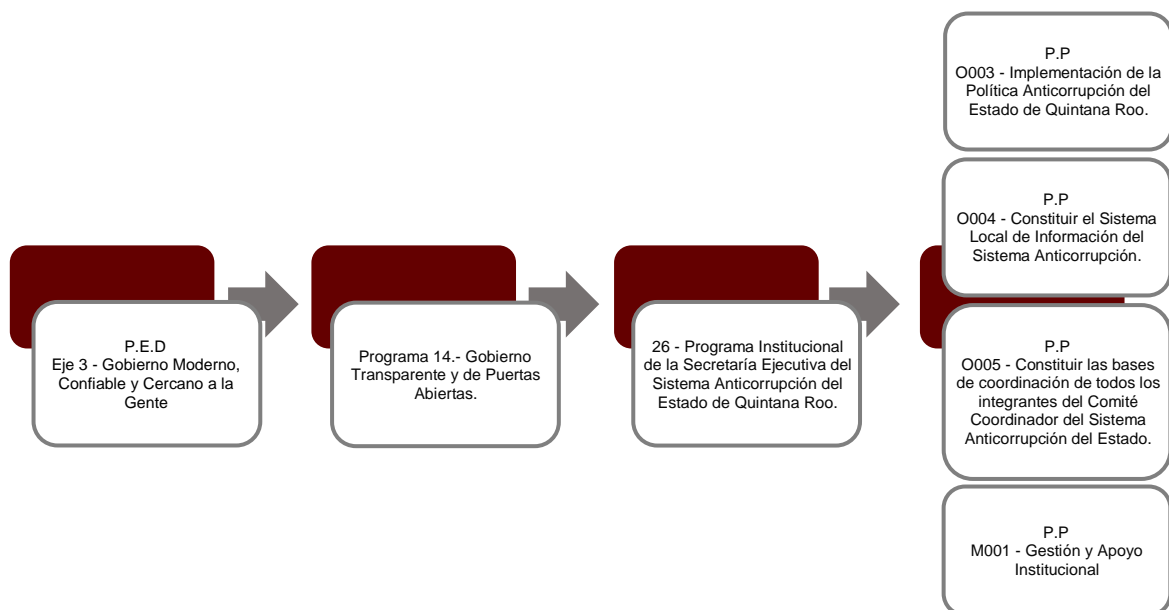 P.E.D
Eje 3 - Gobierno Moderno,
Confiable y Cercano a la
Gente
Programa 14.- Gobierno
Transparente y de Puertas
Abiertas.
26 - Programa Institucional
de la Secretaría Ejecutiva del
Sistema Anticorrupción del
Estado de Quintana Roo.
P.P
O003 - Implementación de la
Política Anticorrupción del
Estado de Quintana Roo.
P.P
O004 - Constituir el Sistema
Local de Información del
Sistema Anticorrupción.
P.P
O005 - Constituir las bases
de coordinación de todos los
integrantes del Comité
Coordinador del Sistema
Anticorrupción del Estado.
P.P
M001 - Gestión y Apoyo
Institucional